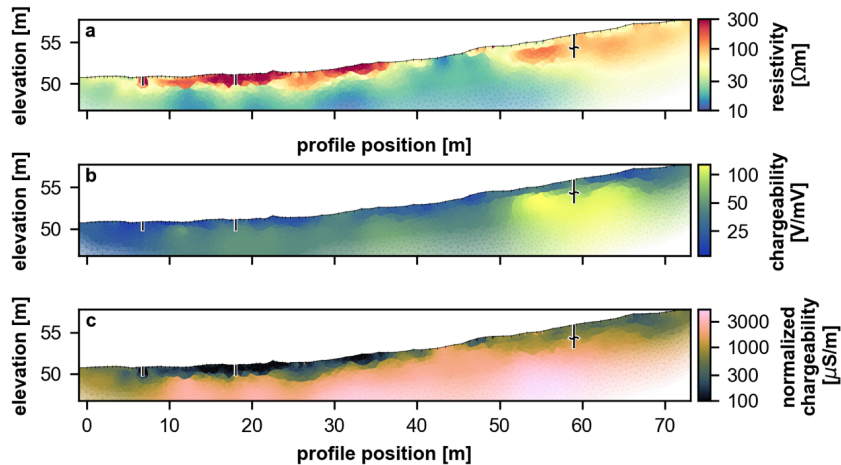 a
55
50
elevation [m]
300
100
30
10
resistivity
[Ωm]
profile position [m]
b
55
50
elevation [m]
100
50
25
chargeability
[V/mV]
c
55
50
elevation [m]
3000
1000
300
100
normalized
chargeability
[μS/m]
0 10 20 30 40 50 60 70
profile position [m]